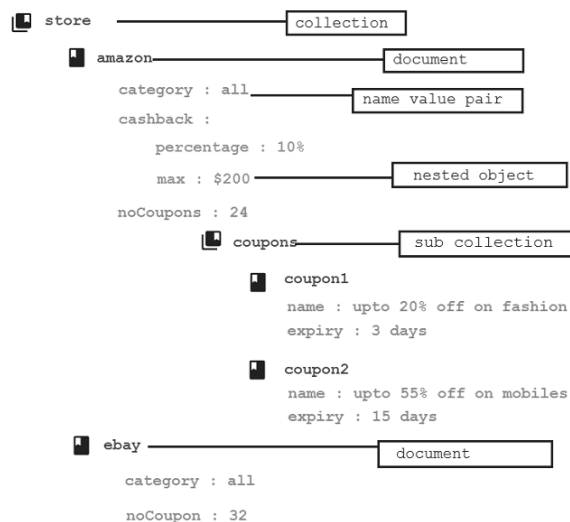 store collection
amazon document
category : all name value pair
cashback :
percentage : 10%
max : $200 nested object
noCoupons : 24
coupons sub collection
coupon1
name : upto 20% off on fashion
expiry : 3 days
coupon2
name : upto 55% off on mobiles
expiry : 15 days
ebay document
category : all
noCoupon : 32